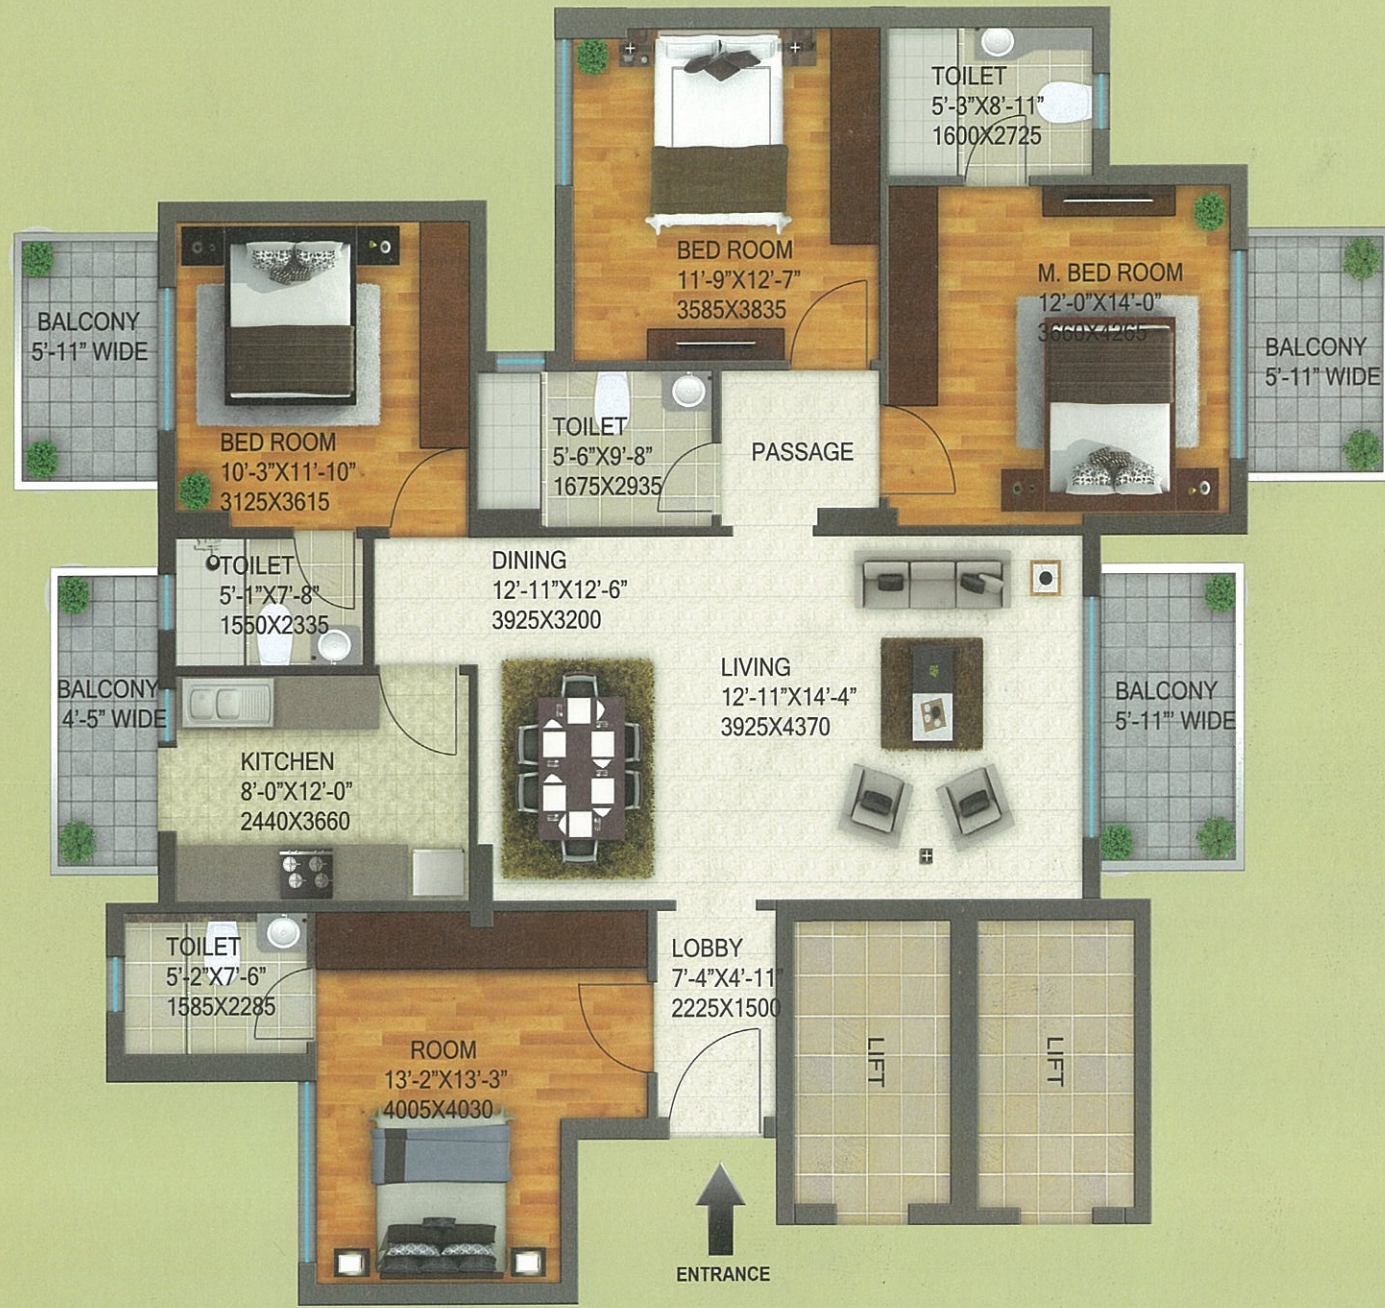 TOILET
5'-3"X8'-11"
1600X2725
BED ROOM
11'-9"X12'-7"
3585X3835
M. BED ROOM
12'-0"X14'-0"
3660X4265
BALCONY
5'-11" WIDE
BALCONY
5'-11" WIDE
BED ROOM
10'-3"X11'-10"
3125X3615
TOILET
5'-6"X9'-8"
1675X2935
PASSAGE
TOILET
5'-1"X7'-8"
1550X2335
DINING
12'-11"X12'-6"
3925X3200
LIVING
12'-11"X14'-4"
3925X4370
BALCONY
4'-5" WIDE
BALCONY
5'-11'" WIDE
KITCHEN
8'-0"X12'-0"
2440X3660
TOILET
5'-2"X7'-6"
1585X2285
LOBBY
7'-4"X4'-11"
2225X1500
ROOM
13'-2"X13'-3"
4005X4030
LIFT
LIFT
ENTRANCE